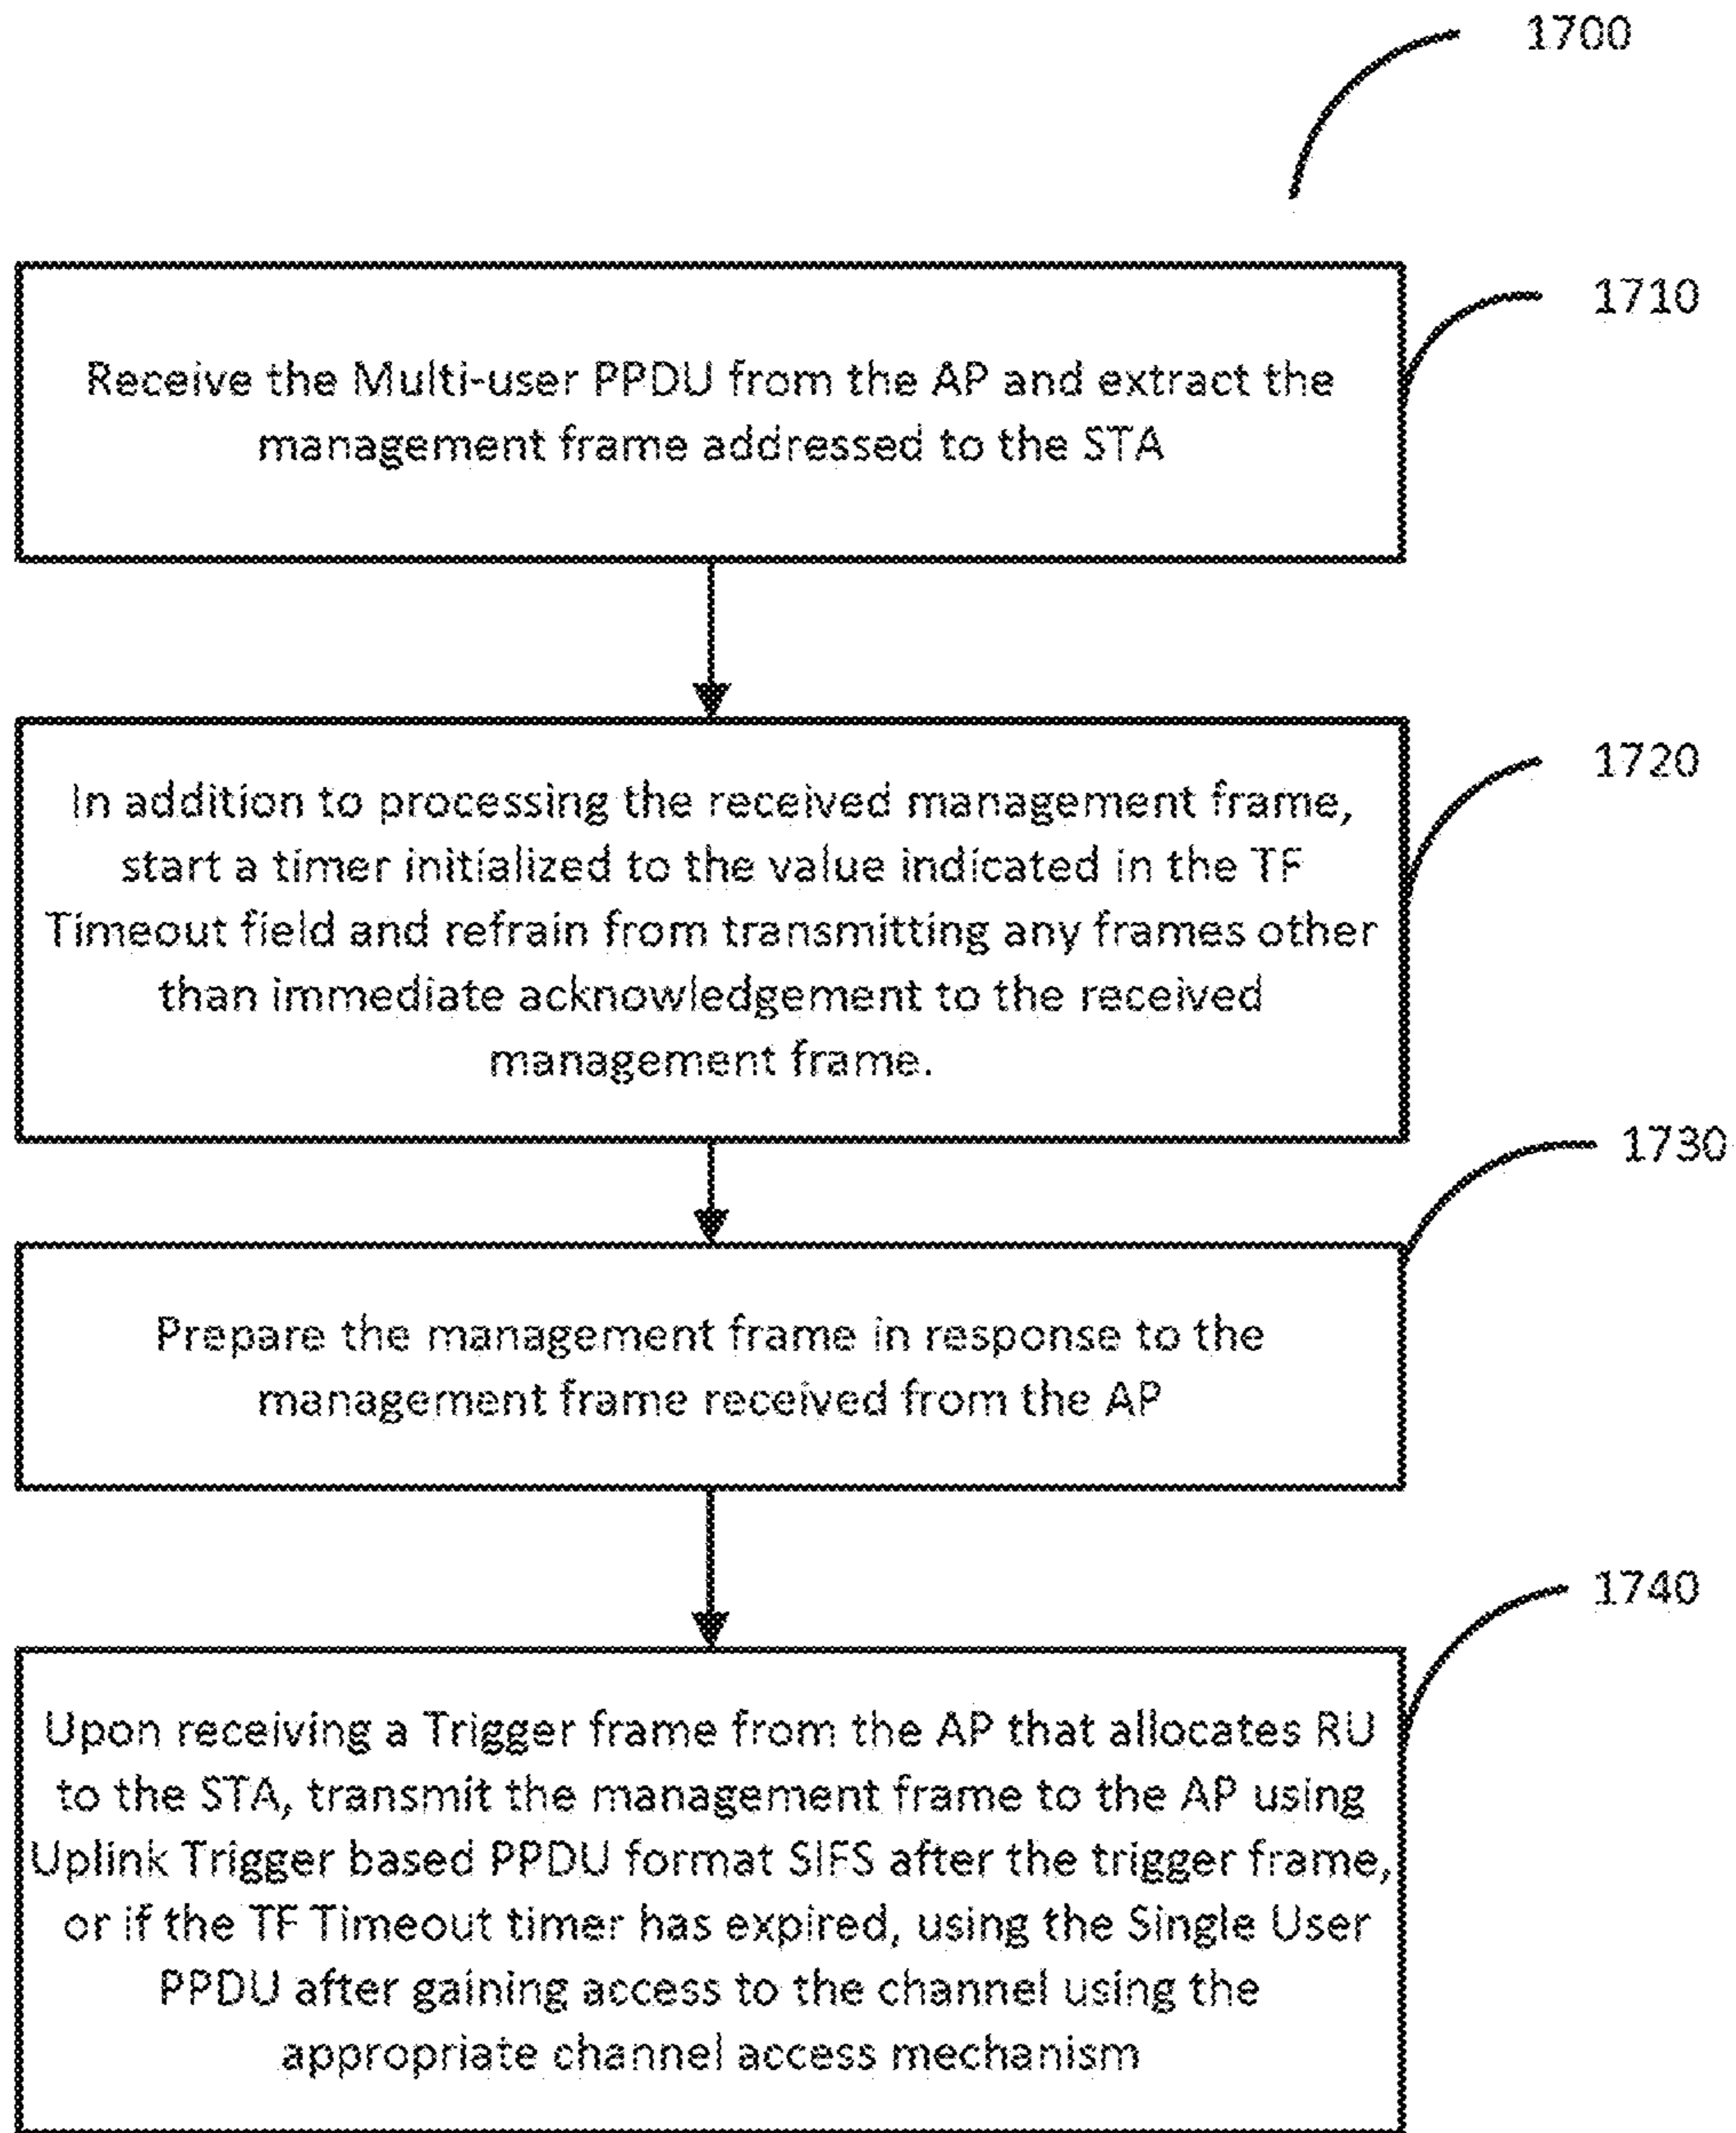 1700
1710
Receive the Multi-user PPDU from the AP and extract the
management frame addressed to the STA
1720
In addition to processing the received management frame,
start a timer initialized to the value indicated in the TF
Timeout field and refrain from transmitting any frames other
than immediate acknowledgement to the received
management frame.
1730
Prepare the management frame in response to the
management frame received from the AP
1740
Upon receiving a Trigger frame from the AP that allocates RU
to the STA, transmit the management frame to the AP using
Uplink Trigger based PPDU format SIFS after the trigger frame,
or if the TF Timeout timer has expired, using the Single User
PPDU after gaining access to the channel using the
appropriate channel access mechanism